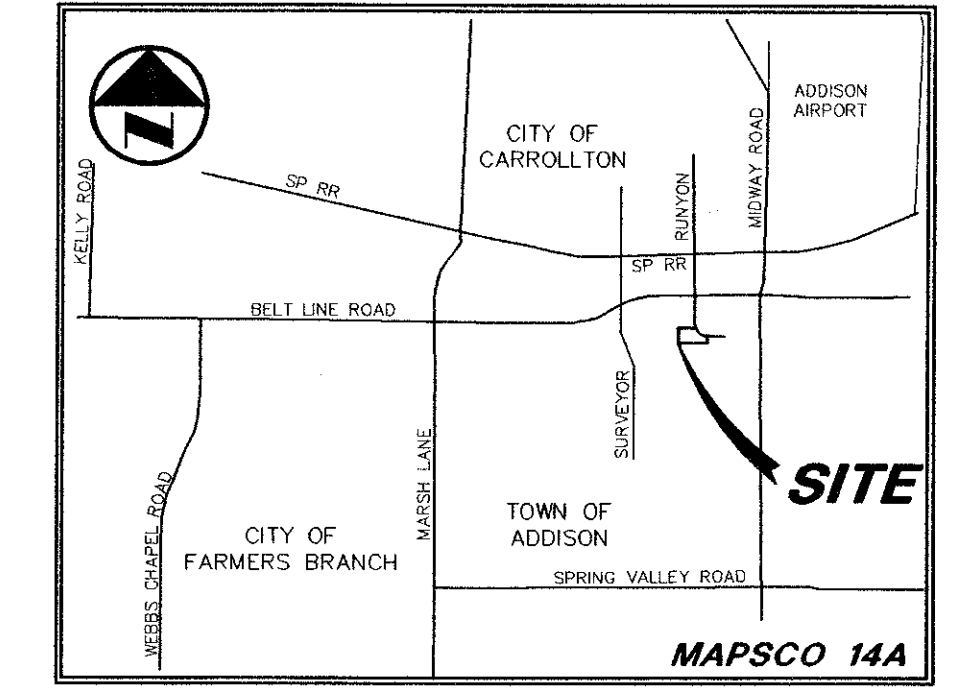 ADDISON
AIRPORT
CITY OF
CARROLLTON
MIDWAY ROAD
RUNYON
KELLY ROAD
SP RR
SP RR
BELT LINE ROAD
SURVEYOR
MARSH LANE
SITE
WEBBS CHAPEL ROAD
TOWN OF
ADDISON
CITY OF
FARMERS BRANCH
SPRING VALLEY ROAD
MAPSCO 14A
N